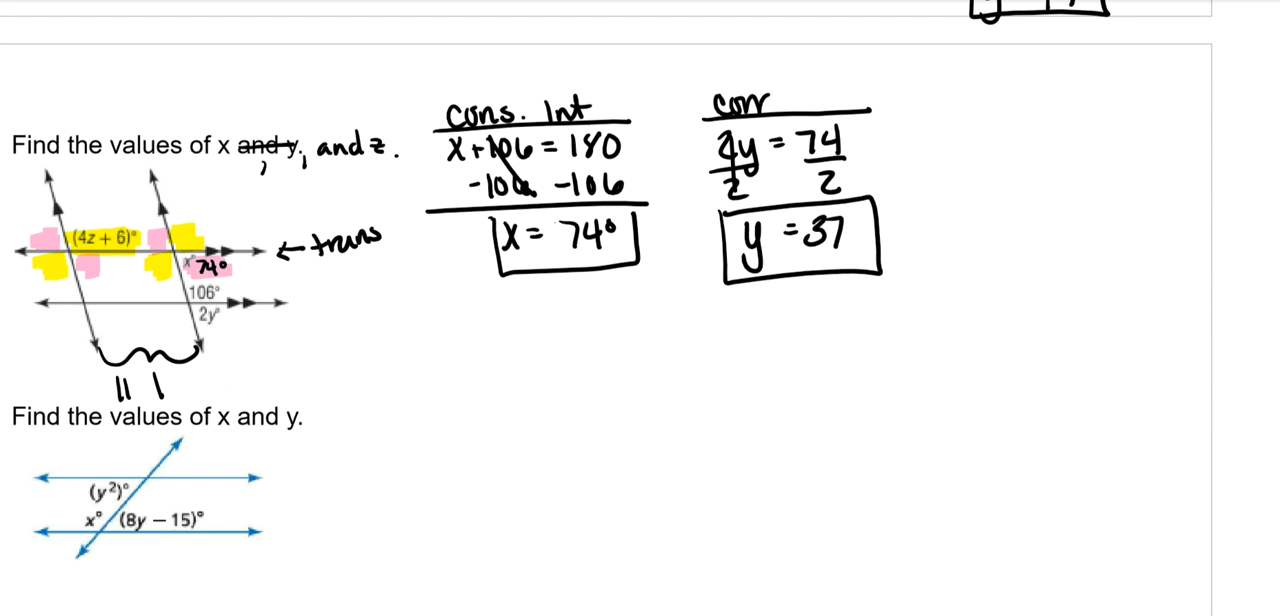 Find the values of x and y, and z.
(4z + 6)°
x° 74°
← trans
106°
2y°
cons. Int
x + 106 = 180
-106 -106
x = 74°
corr
2y = 74
2 2
y = 37
Find the values of x and y.
(y²)°
x° (8y – 15)°